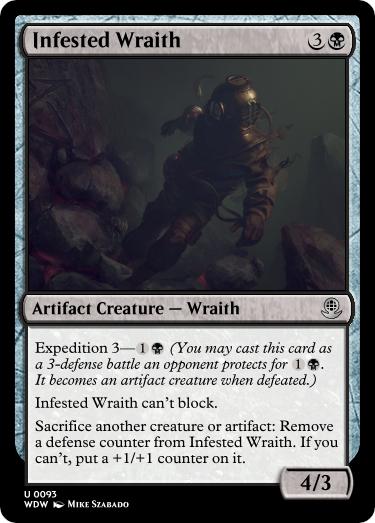 Infested Wraith 3
Artifact Creature — Wraith
Expedition 3— 1 (You may cast this card as
a 3-defense battle an opponent protects for 1 .
It becomes an artifact creature when defeated.)
Infested Wraith can't block.
Sacrifice another creature or artifact: Remove
a defense counter from Infested Wraith. If you
can't, put a +1/+1 counter on it.
4/3
U 0093
WDW Mike Szabado